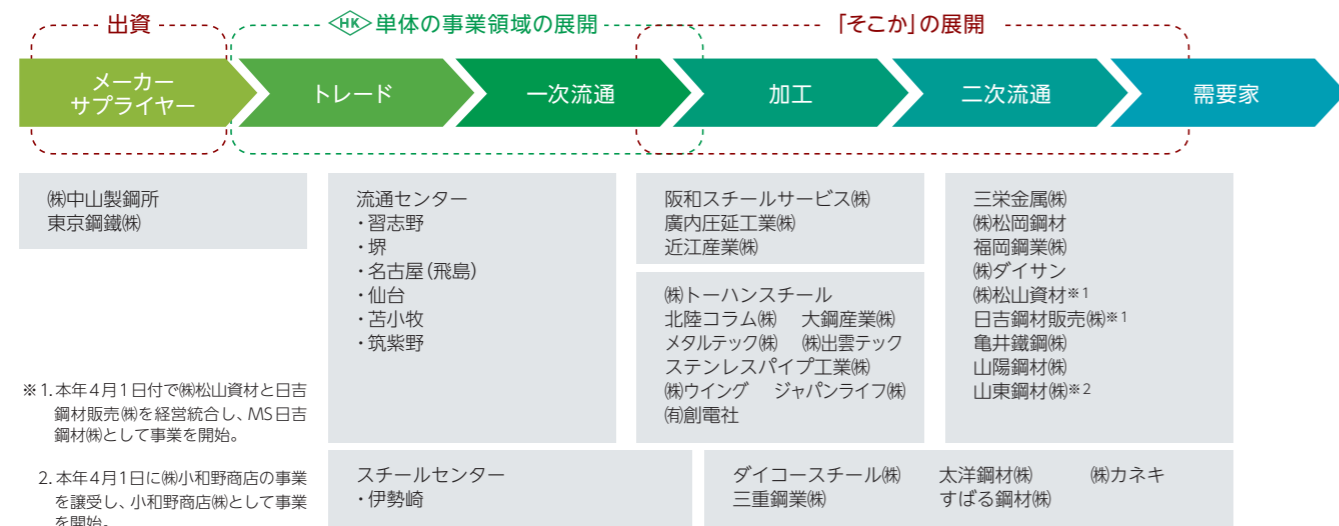 出資
HK 単体の事業領域の展開
「そこか」の展開
メーカー
サプライヤー
トレード
一次流通
加工
二次流通
需要家
㈱中山製鋼所
東京鋼鐵㈱
流通センター
・習志野
・堺
・名古屋(飛島)
・仙台
・苫小牧
・筑紫野
阪和スチールサービス㈱
廣内圧延工業㈱
近江産業㈱
㈱トーハンスチール
北陸コラム㈱ 大鋼産業㈱
メタルテック㈱ ㈱出雲テック
ステンレスパイプ工業㈱
㈱ウイング ジャパンライフ㈱
㈲創電社
三栄金属㈱
㈱松岡鋼材
福岡鋼業㈱
㈱ダイサン
㈱松山資材※1
日吉鋼材販売㈱※1
亀井鐵鋼㈱
山陽鋼材㈱
山東鋼材㈱※2
スチールセンター
・伊勢崎
ダイコースチール㈱ 太洋鋼材㈱ ㈱カネキ
三重鋼業㈱ すばる鋼材㈱
※1.本年4月1日付で㈱松山資材と日吉
鋼材販売㈱を経営統合し、MS日吉
鋼材㈱として事業を開始。
2.本年4月1日に㈱小和野商店の事業
を譲受し、小和野商店㈱として事業
を開始。